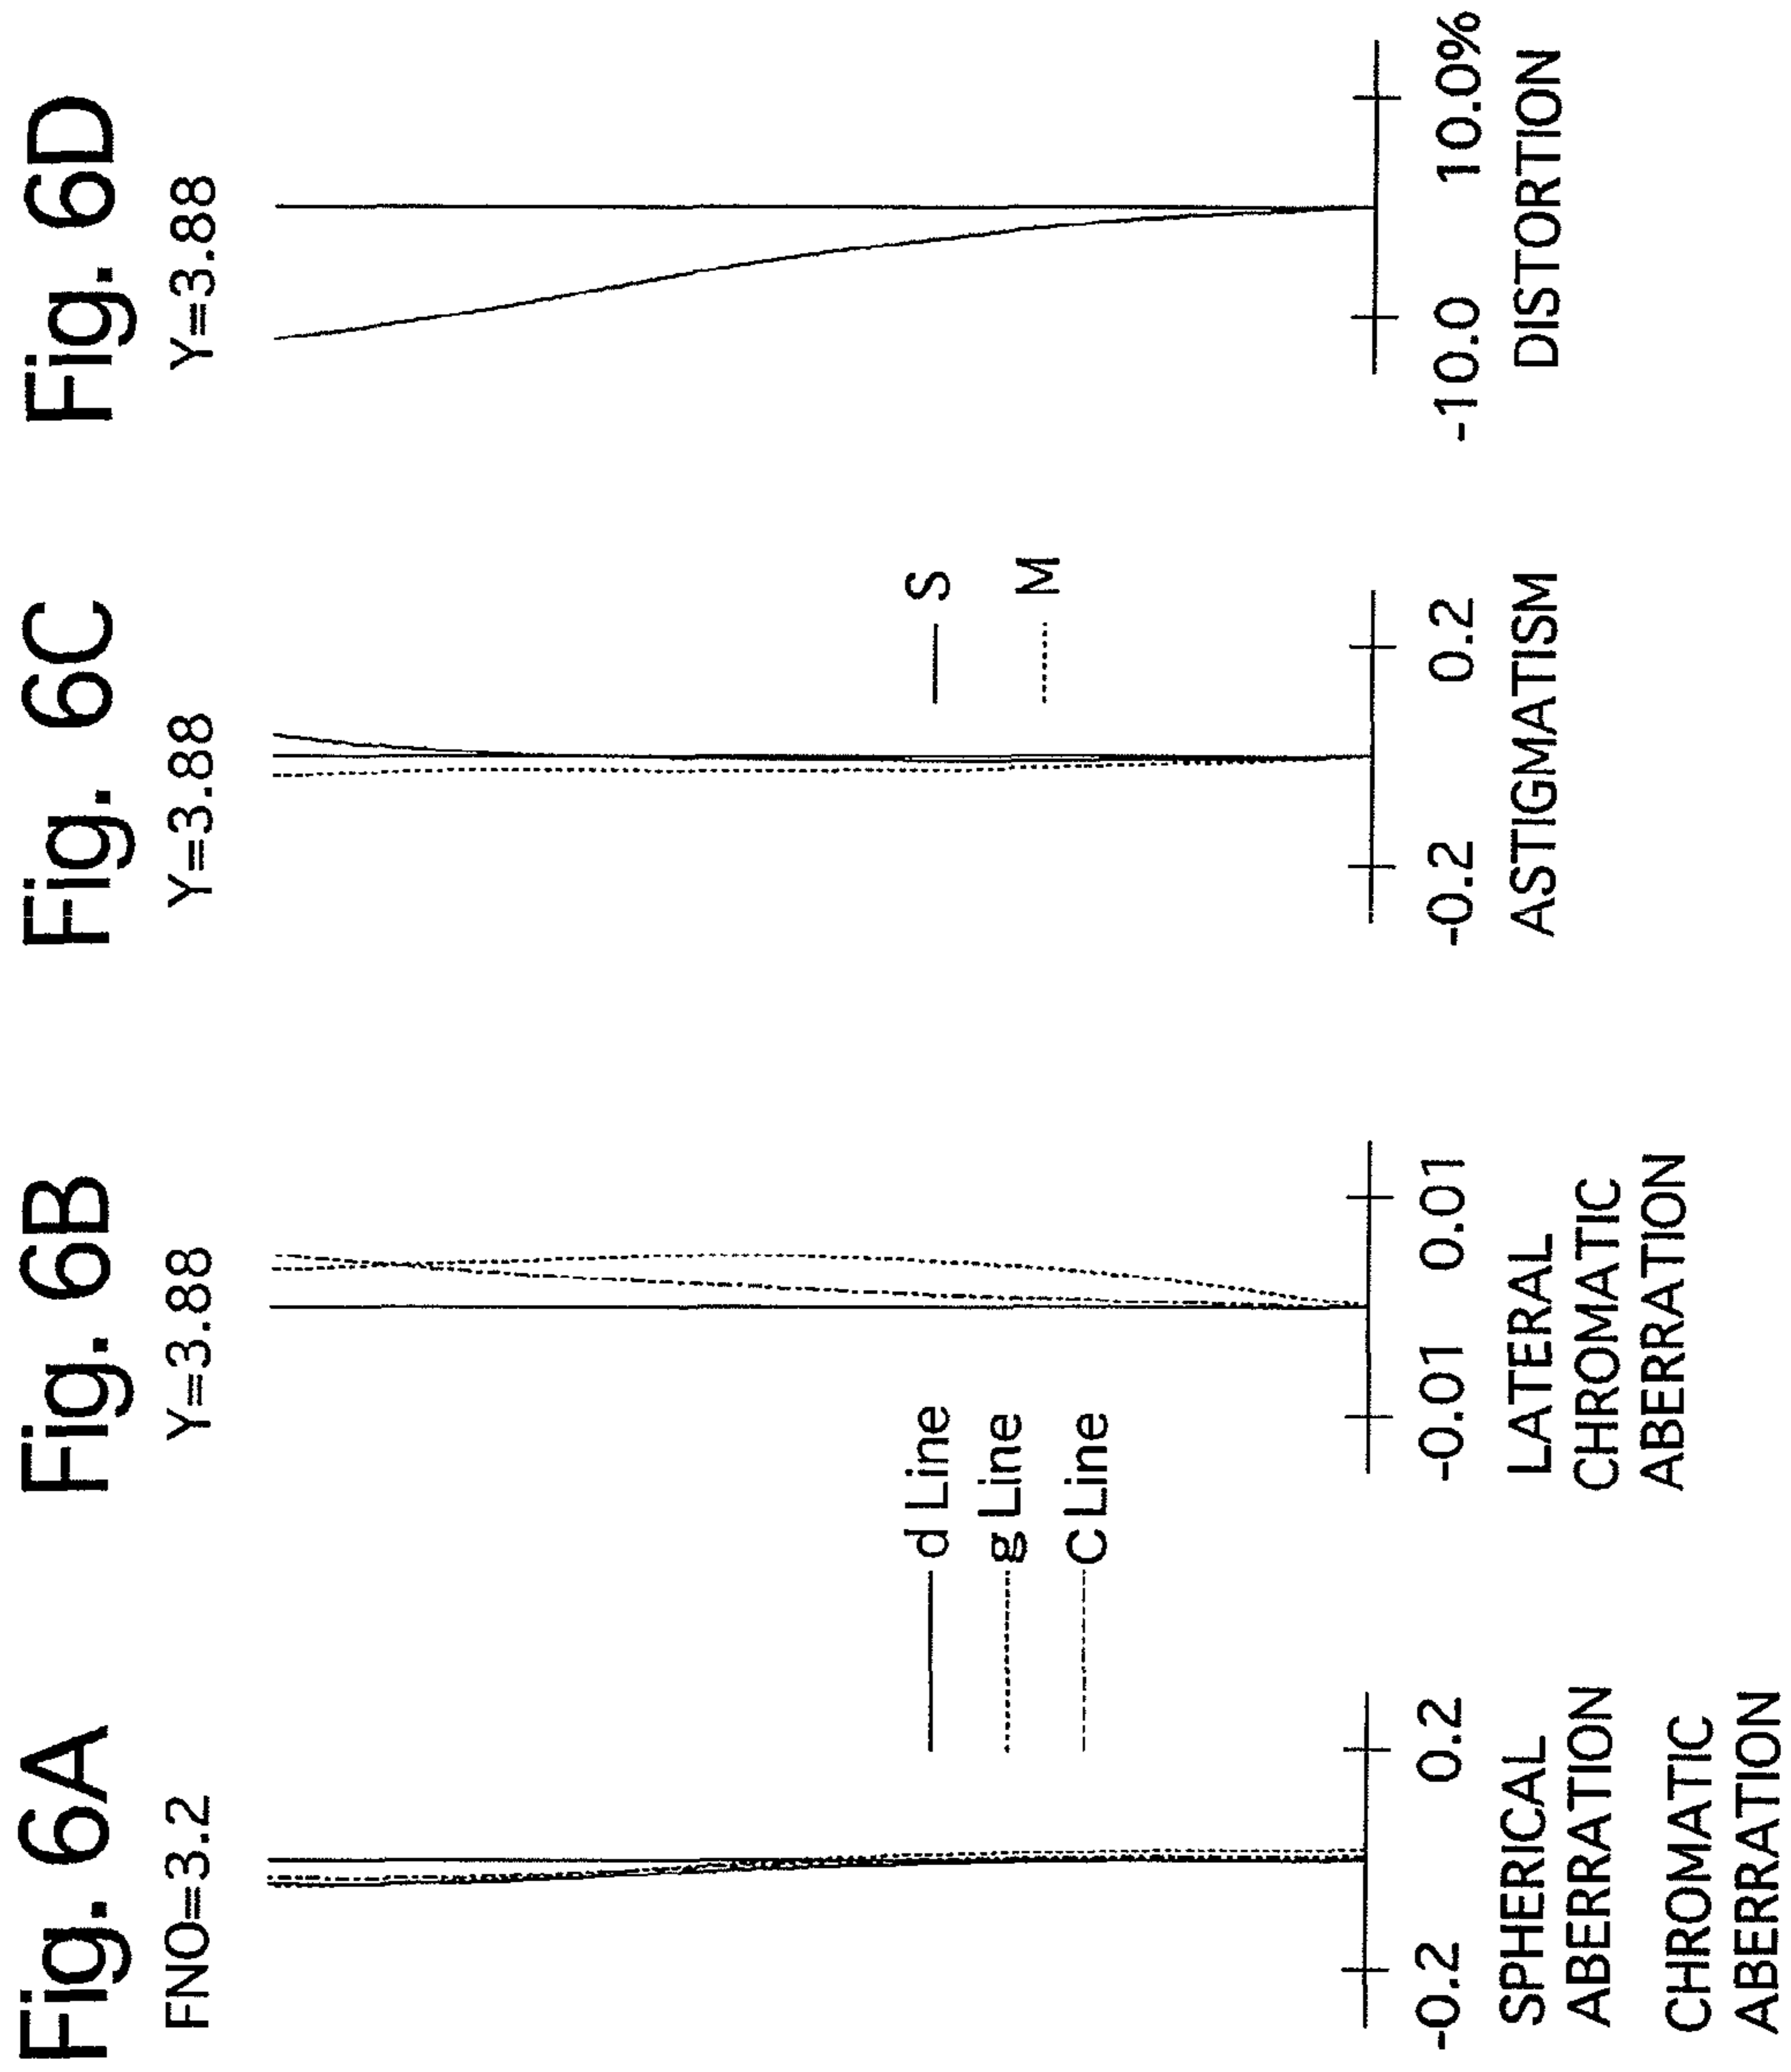 Fig. 6A
FNO=3.2
d Line
g Line
C Line
-0.2
0.2
SPHERICAL
ABERRATION
CHROMATIC
ABERRATION
Fig. 6B
Y=3.88
-0.01
0.01
LATERAL
CHROMATIC
ABERRATION
Fig. 6C
Y=3.88
S
M
-0.2
0.2
ASTIGMATISM
Fig. 6D
Y=3.88
-10.0
10.0%
DISTORTION